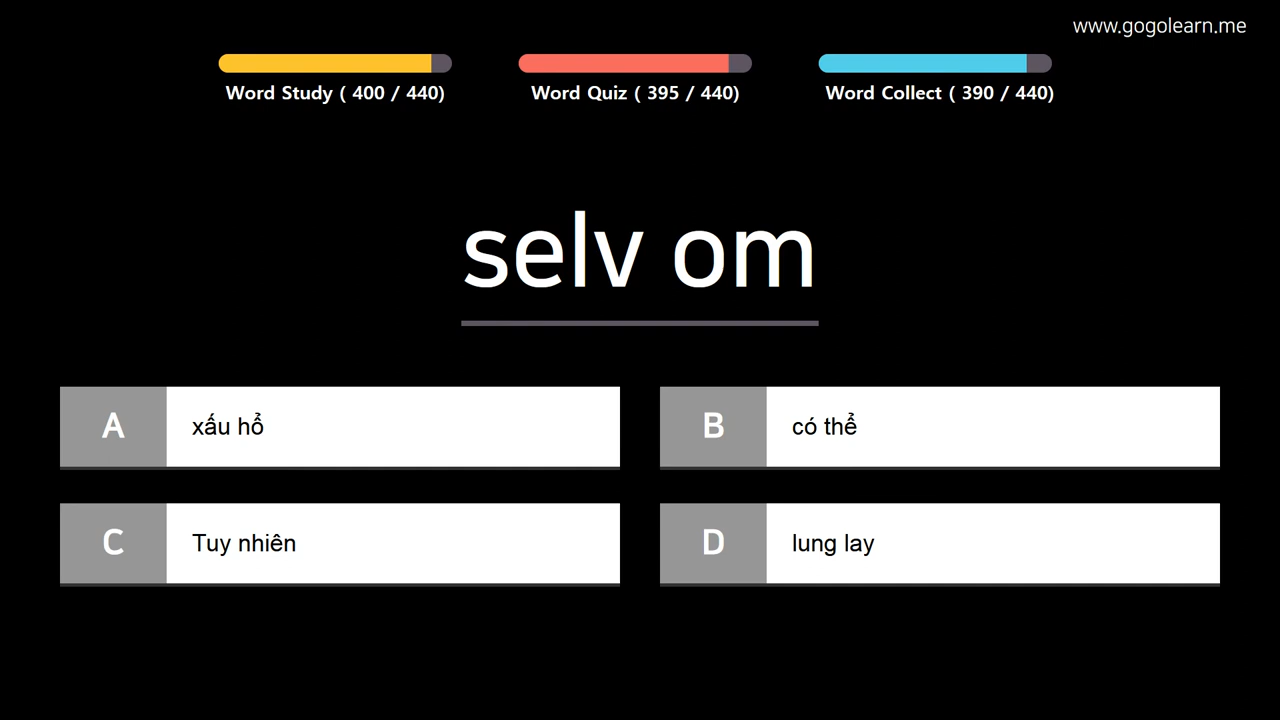 www.gogolearn.me
Word Study ( 400 / 440)
Word Quiz ( 395 / 440)
Word Collect ( 390 / 440)
selv om
A
xấu hổ
B
có thể
C
Tuy nhiên
D
lung lay